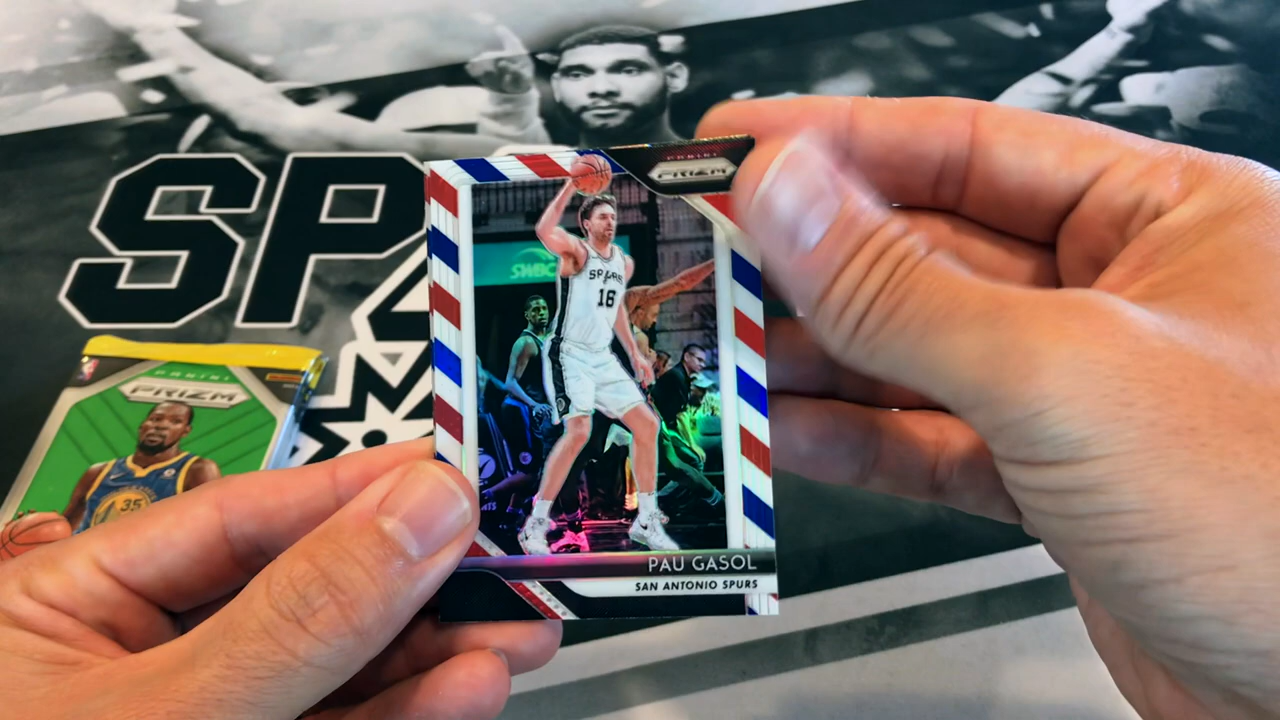 SP
PANINI
PRIZM
SWBC
SPURS
16
PAU GASOL
SAN ANTONIO SPURS
PANINI
PRIZM
35